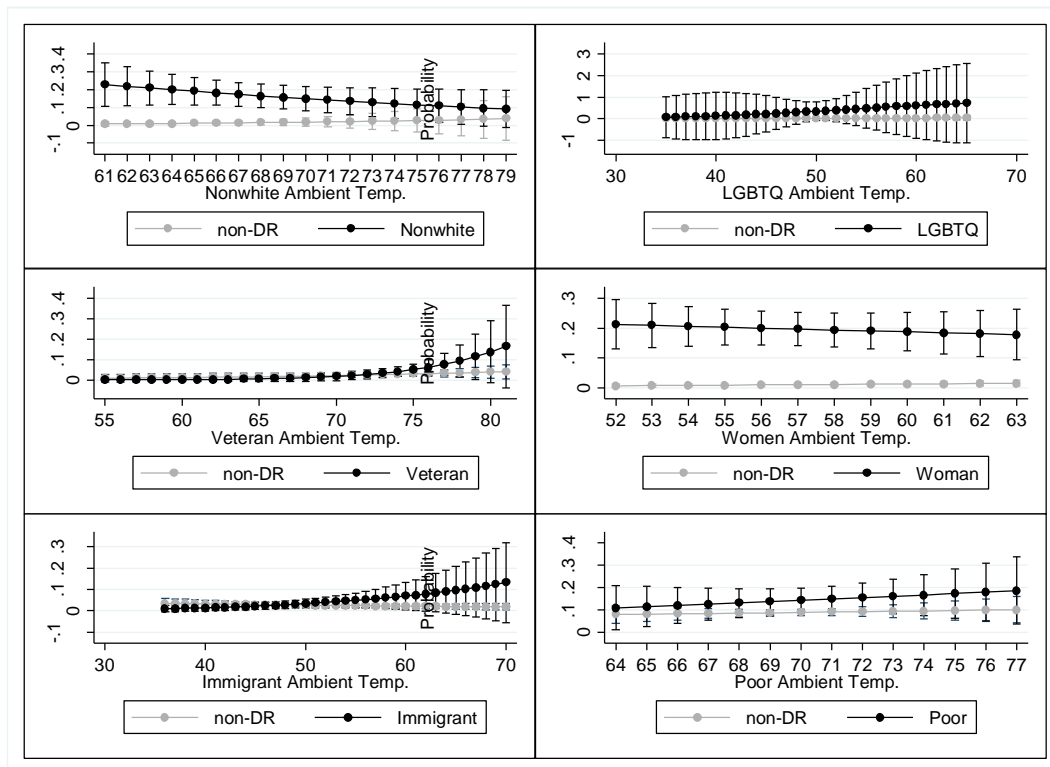 -.1 0 .1 .2 .3 .4
Probability
61 62 63 64 65 66 67 68 69 70 71 72 73 74 75 76 77 78 79
Nonwhite Ambient Temp.
non-DR Nonwhite
-1 0 1 2 3
30 40 50 60 70
LGBTQ Ambient Temp.
non-DR LGBTQ
0 .1 .2 .3 .4
Probability
55 60 65 70 75 80
Veteran Ambient Temp.
non-DR Veteran
0 .1 .2 .3
52 53 54 55 56 57 58 59 60 61 62 63
Women Ambient Temp.
non-DR Woman
-.1 0 .1 .2 .3
Probability
30 40 50 60 70
Immigrant Ambient Temp.
non-DR Immigrant
0 .1 .2 .3 .4
64 65 66 67 68 69 70 71 72 73 74 75 76 77
Poor Ambient Temp.
non-DR Poor